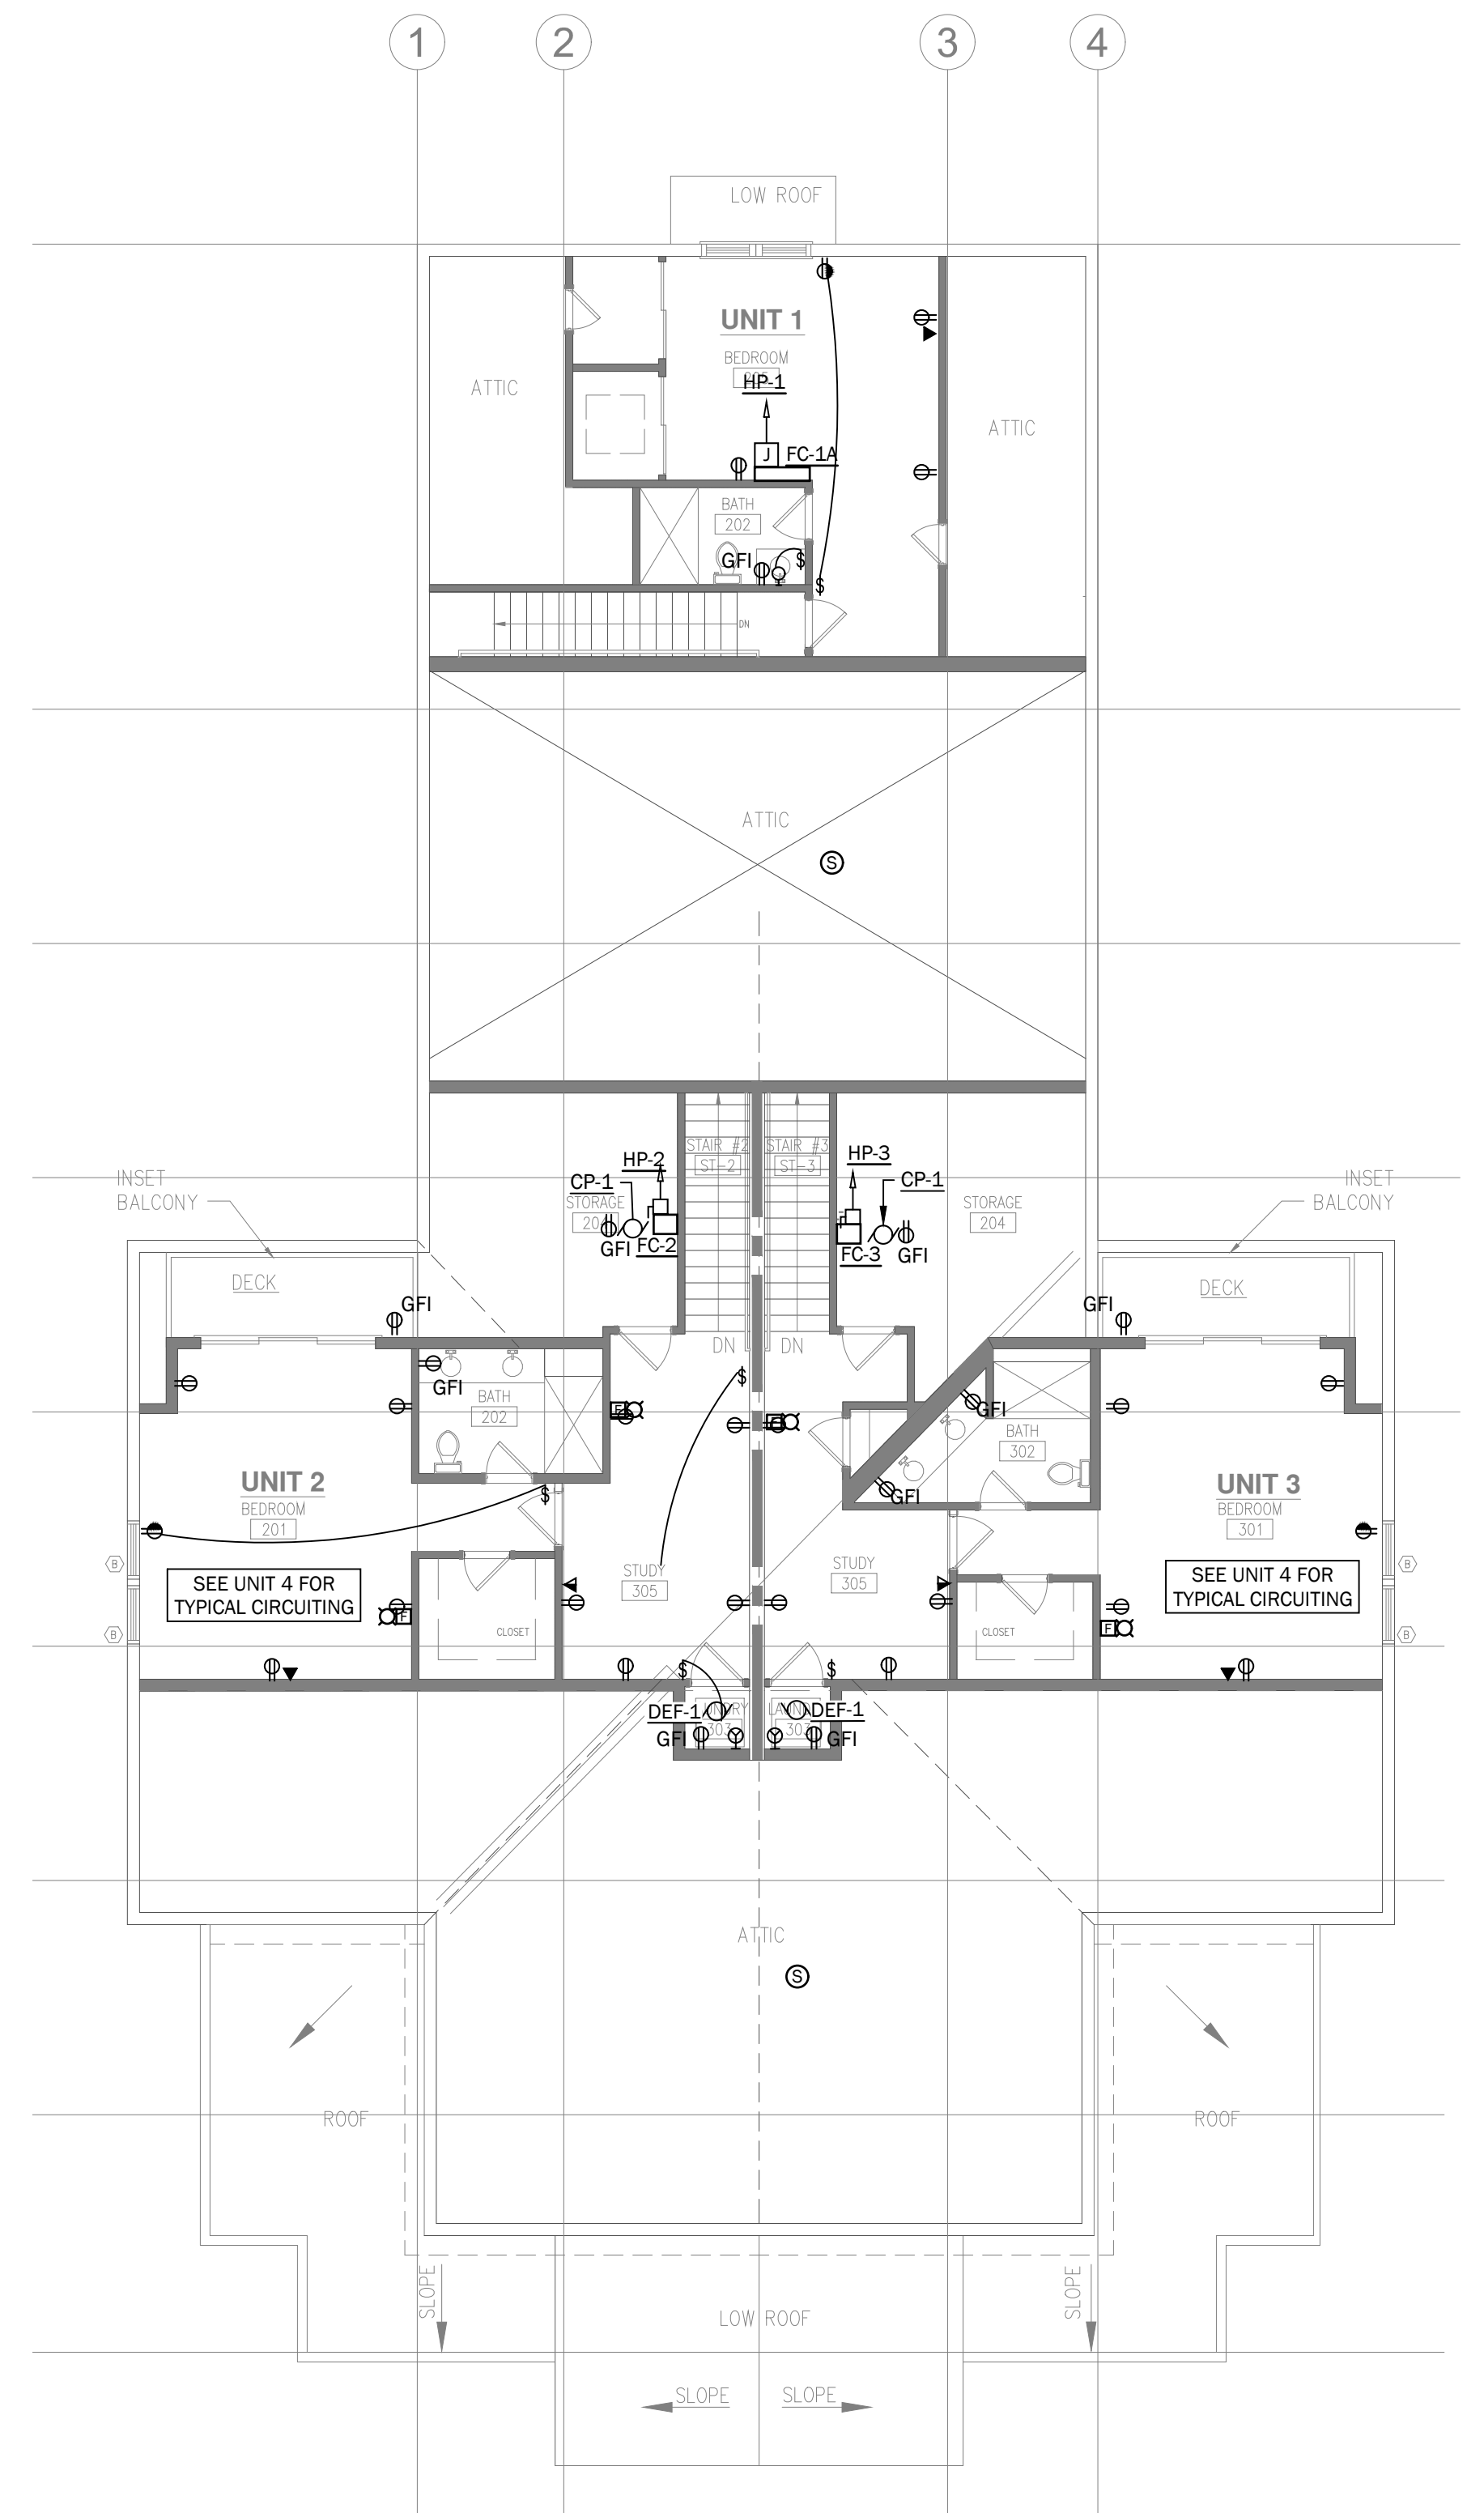 1
2
3
4
LOW ROOF
UNIT 1
BEDROOM
HP-1
ATTIC
ATTIC
J
FC-1A
BATH
202
GFI
$
$
DN
ATTIC
S
STAIR #2
ST-2
STAIR #3
ST-3
HP-2
HP-3
CP-1
CP-1
INSET
BALCONY
INSET
BALCONY
STORAGE
STORAGE
204
GFI
FC-2
FC-3
GFI
DECK
DECK
GFI
GFI
DN
DN
$
GFI
BATH
202
GFI
BATH
302
GFI
UNIT 2
BEDROOM
201
$
UNIT 3
BEDROOM
301
B
B
SEE UNIT 4 FOR
TYPICAL CIRCUITING
STUDY
305
STUDY
305
SEE UNIT 4 FOR
TYPICAL CIRCUITING
F
F
B
B
CLOSET
CLOSET
$
$
DEF-1
DEF-1
303
303
GFI
GFI
ATTIC
S
ROOF
ROOF
SLOPE
SLOPE
LOW ROOF
SLOPE
SLOPE